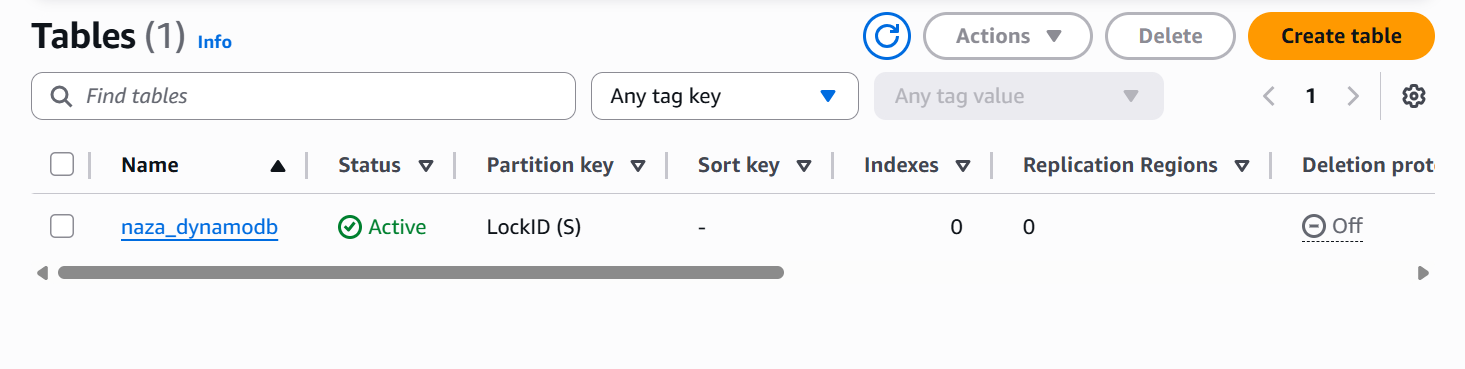 Tables (1) Info Actions Delete Create table
Find tables Any tag key Any tag value 1
Name Status Partition key Sort key Indexes Replication Regions Deletion prot
naza_dynamodb Active LockID (S) - 0 0 Off